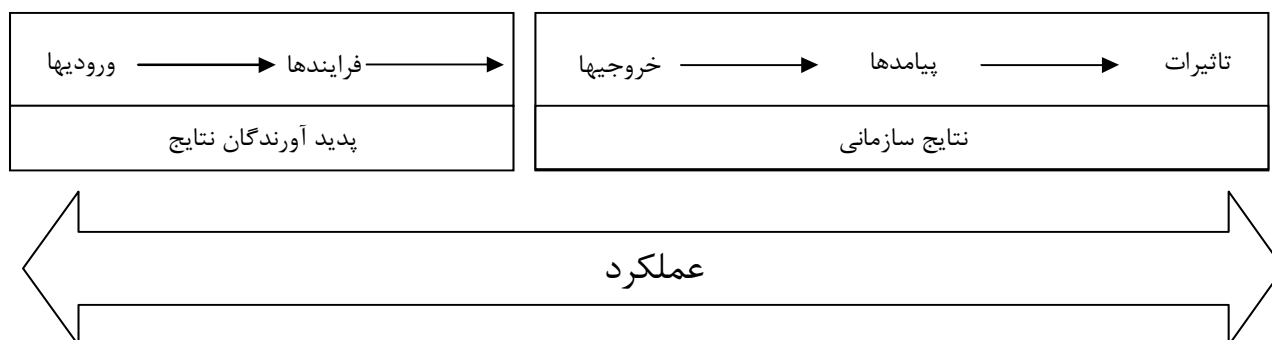 ورودیها
فرایندها
خروجیها
پیامدها
تاثیرات
پدید آورندگان نتایج
نتایج سازمانی
عملکرد